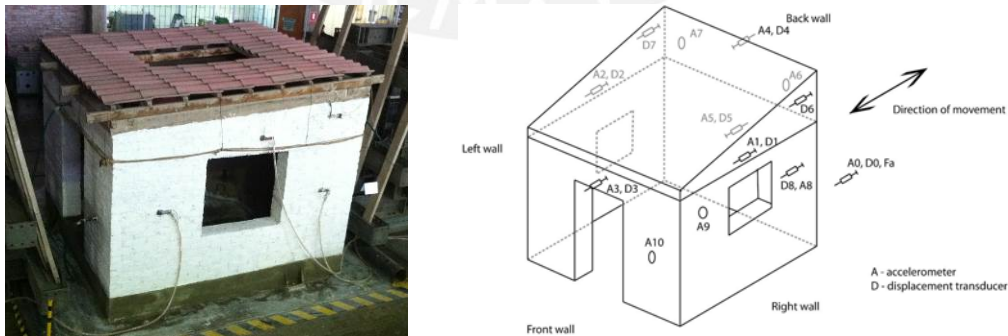 Back wall
A4, D4
A7
D7
A6
A2, D2
D6
Direction of movement
A5, D5
Left wall
A1, D1
A0, D0, Fa
D8, A8
A3, D3
A9
A10
A - accelerometer
D - displacement transducer
Right wall
Front wall